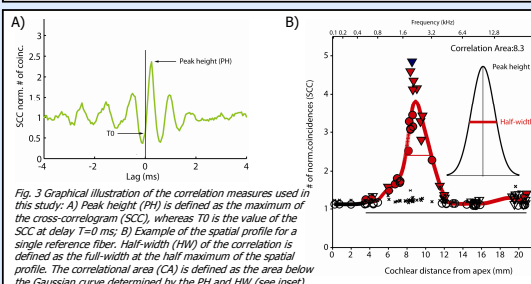 A)
B)
Frequency (kHz)
0.1 0.2 0.4 0.8 1.6 3.2 6.4 12.8
Correlation Area:8.3
Peak height
Half-width
# of norm.coincidences (SCC)
5
4
3
2
1
0
0 2 4 6 8 10 12 14 16 18 20
Cochlear distance from apex (mm)
SCC norm. # of coinc.
3
2.5
2
1.5
1
0.5
0
Peak height (PH)
T0
-4 -2 0 2 4
Lag (ms)
Fig. 3 Graphical illustration of the correlation measures used in
this study: A) Peak height (PH) is defined as the maximum of
the cross-correlogram (SCC), whereas T0 is the value of the
SCC at delay T=0 ms; B) Example of the spatial profile for a
single reference fiber. Half-width (HW) of the correlation is
defined as the full-width at the half maximum of the spatial
profile. The correlational area (CA) is defined as the area below
the Gaussian curve determined by the PH and HW (see inset)